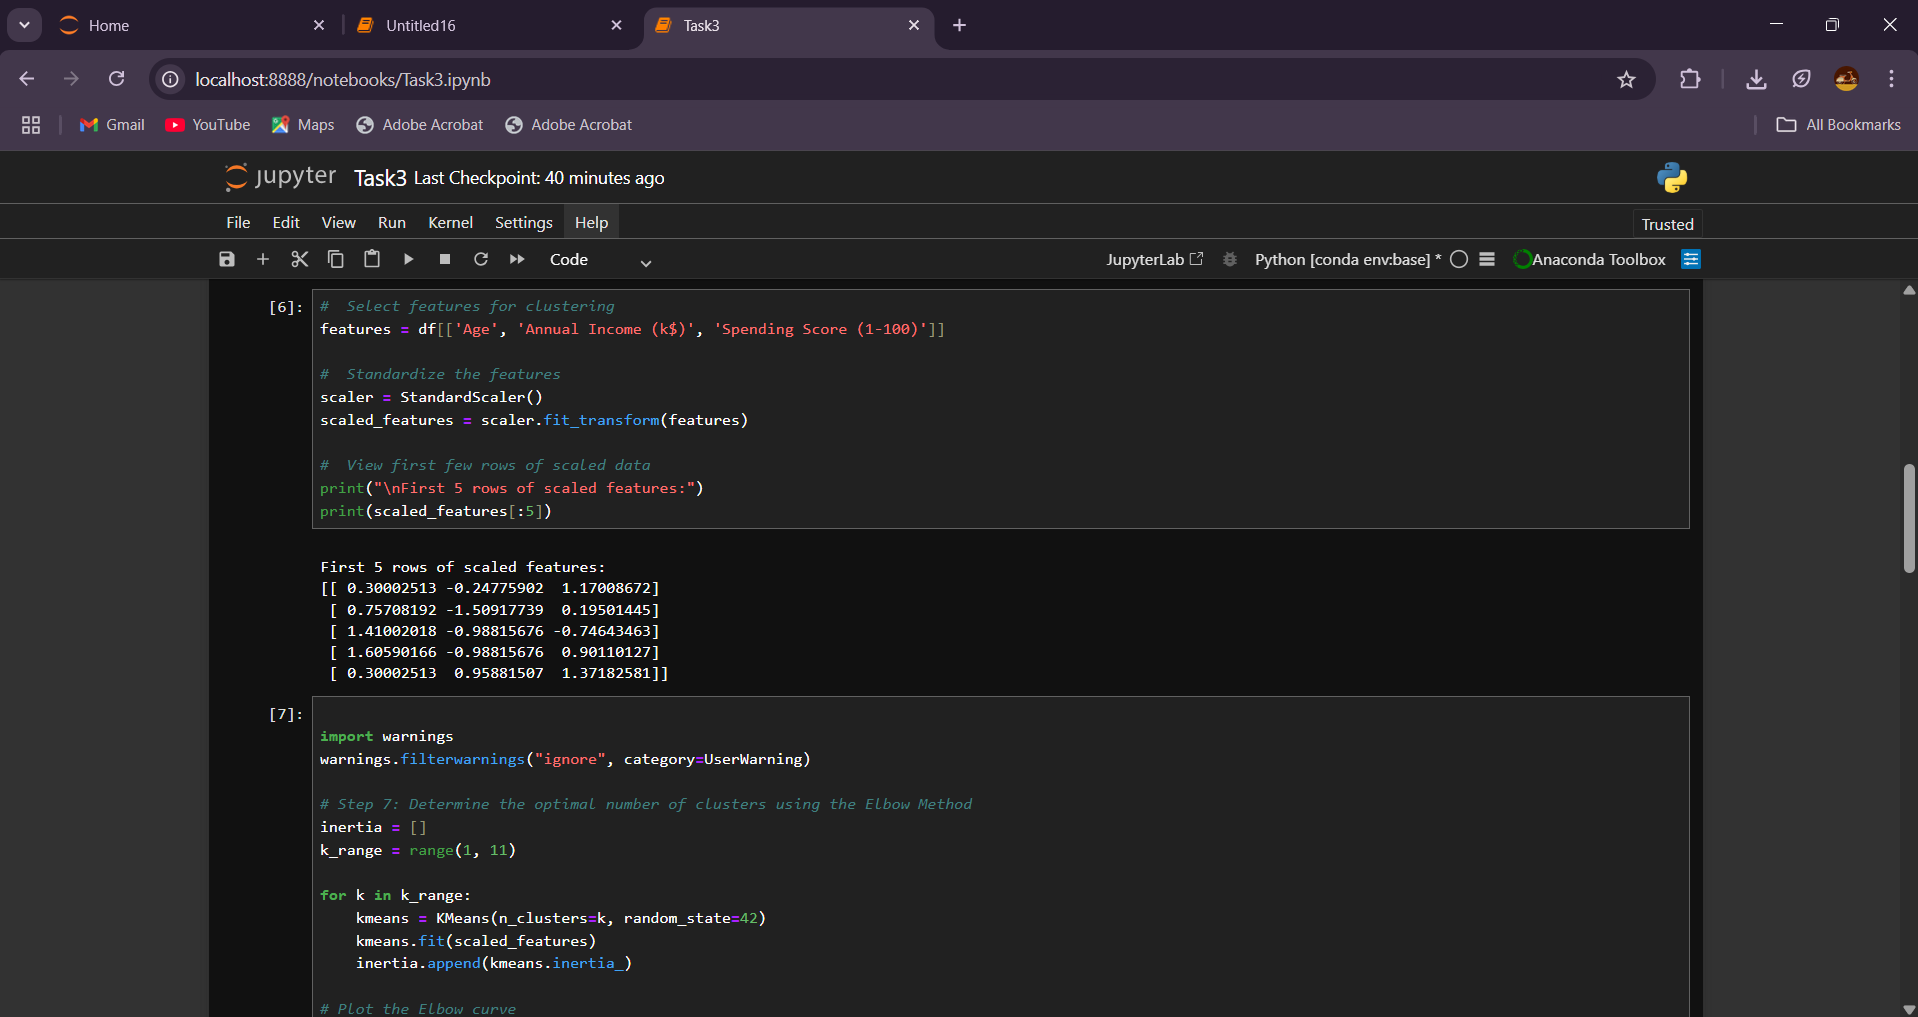 Home
Untitled16
Task3
localhost:8888/notebooks/Task3.ipynb
Gmail
YouTube
Maps
Adobe Acrobat
Adobe Acrobat
All Bookmarks
jupyter Task3 Last Checkpoint: 40 minutes ago
File Edit View Run Kernel Settings Help
Trusted
Code
JupyterLab
Python [conda env:base] *
Anaconda Toolbox
[6]:
#  Select features for clustering
features = df[['Age', 'Annual Income (k$)', 'Spending Score (1-100)']]
#  Standardize the features
scaler = StandardScaler()
scaled_features = scaler.fit_transform(features)
#  View first few rows of scaled data
print("\nFirst 5 rows of scaled features:")
print(scaled_features[:5])
First 5 rows of scaled features:
[[ 0.30002513 -0.24775902  1.17008672]
 [ 0.75708192 -1.50917739  0.19501445]
 [ 1.41002018 -0.98815676 -0.74643463]
 [ 1.60590166 -0.98815676  0.90110127]
 [ 0.30002513  0.95881507  1.37182581]]
[7]:
import warnings
warnings.filterwarnings("ignore", category=UserWarning)
# Step 7: Determine the optimal number of clusters using the Elbow Method
inertia = []
k_range = range(1, 11)
for k in k_range:
    kmeans = KMeans(n_clusters=k, random_state=42)
    kmeans.fit(scaled_features)
    inertia.append(kmeans.inertia_)
# Plot the Elbow curve